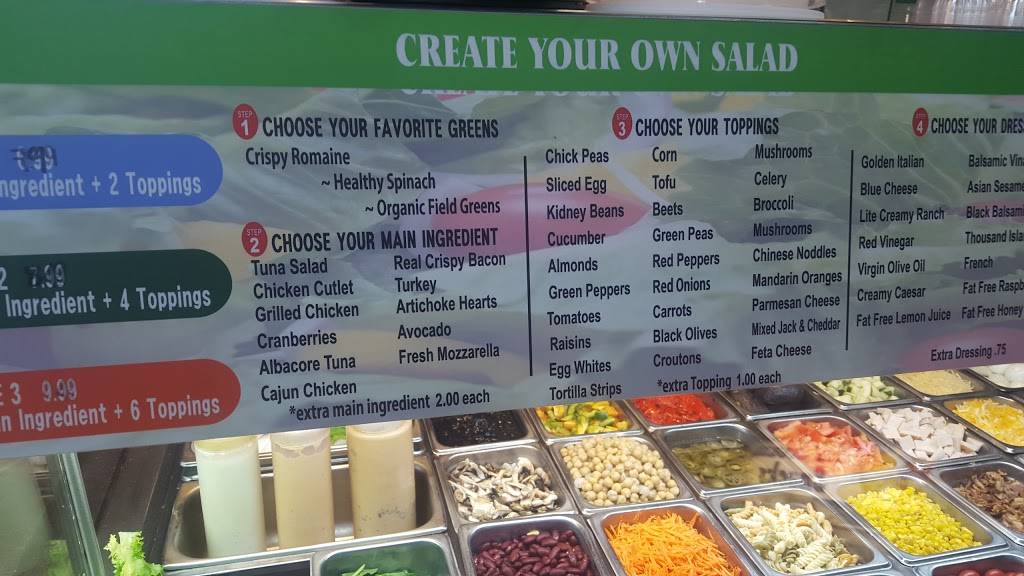 CREATE YOUR OWN SALAD
ngredient + 2 Toppings
2 7.99
Ingredient + 4 Toppings
E 3 9.99
n Ingredient + 6 Toppings
STEP 1 CHOOSE YOUR FAVORITE GREENS
Crispy Romaine
~ Healthy Spinach
~ Organic Field Greens
STEP 2 CHOOSE YOUR MAIN INGREDIENT
Tuna Salad
Chicken Cutlet
Grilled Chicken
Cranberries
Albacore Tuna
Cajun Chicken
Real Crispy Bacon
Turkey
Artichoke Hearts
Avocado
Fresh Mozzarella
*extra main ingredient 2.00 each
STEP 3 CHOOSE YOUR TOPPINGS
Chick Peas
Sliced Egg
Kidney Beans
Cucumber
Almonds
Green Peppers
Tomatoes
Raisins
Egg Whites
Tortilla Strips
Corn
Tofu
Beets
Green Peas
Red Peppers
Red Onions
Carrots
Black Olives
Croutons
Mushrooms
Celery
Broccoli
Mushrooms
Chinese Noddles
Mandarin Oranges
Parmesan Cheese
Mixed Jack & Cheddar
Feta Cheese
*extra Topping 1.00 each
STEP 4 CHOOSE YOUR DRES
Golden Italian
Blue Cheese
Lite Creamy Ranch
Red Vinegar
Virgin Olive Oil
Creamy Caesar
Fat Free Lemon Juice
Balsamic Vina
Asian Sesame
Black Balsami
Thousand Islan
French
Fat Free Raspb
Fat Free Honey
Extra Dressing .75